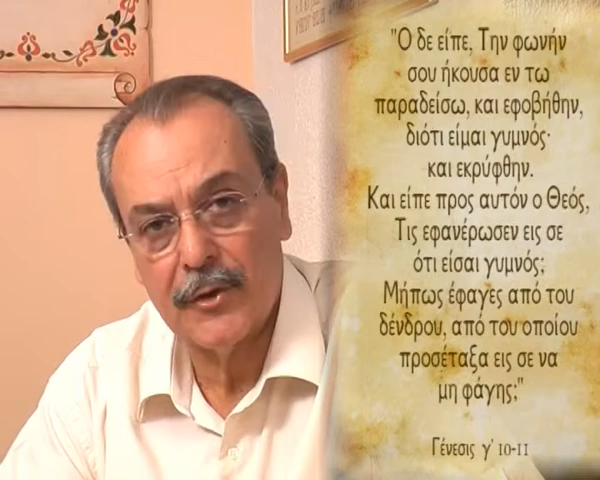 "Ο δε είπε, Την φωνήν
σου ήκουσα εν τω
παραδείσω, και εφοβήθην,
διότι είμαι γυμνός·
και εκρύφθην.
Και είπε προς αυτόν ο Θεός,
Τις εφανέρωσεν εις σε
ότι είσαι γυμνός;
Μήπως έφαγες από του
δένδρου, από του οποίου
προσέταξα εις σε να
μη φάγης;"
Γένεσις γ' 10-11